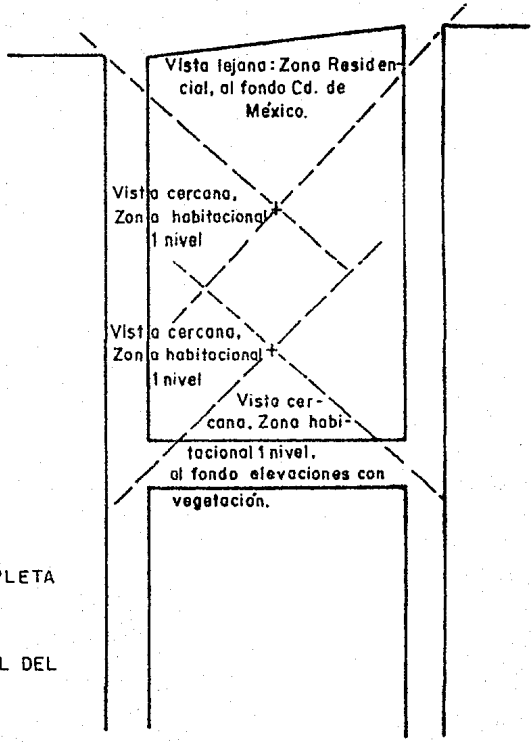 Vista lejana: Zona Residen-
cial, al fondo Cd. de
México.
Vista cercana,
Zona habitacional
1 nivel
Vista cercana,
Zona habitacional
1 nivel
Vista cer-
cana, Zona habi-
tacional 1 nivel,
al fondo elevaciones con
vegetación.
PLETA
L DEL